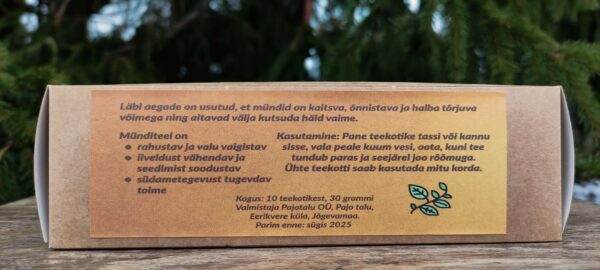 Läbi aegade on usutud, et mündid on kaitsva, õnnistava ja halba tõrjuva
võimega ning aitavad välja kutsuda häid vaime.
Münditeel on
• rahustav ja valu vaigistav
• iiveldust vähendav ja
seedimist soodustav
• südametegevust tugevdav
toime
Kasutamine: Pane teekotike tassi või kannu
sisse, vala peale kuum vesi, oota, kuni tee
tundub paras ja seejärel joo rõõmuga.
Ühte teekotti saab kasutada mitu korda.
Kogus: 10 teekotikest, 30 grammi
Valmistaja Pajotalu OÜ, Pajo talu,
Eerikvere küla, Jõgevamaa.
Parim enne: sügis 2025